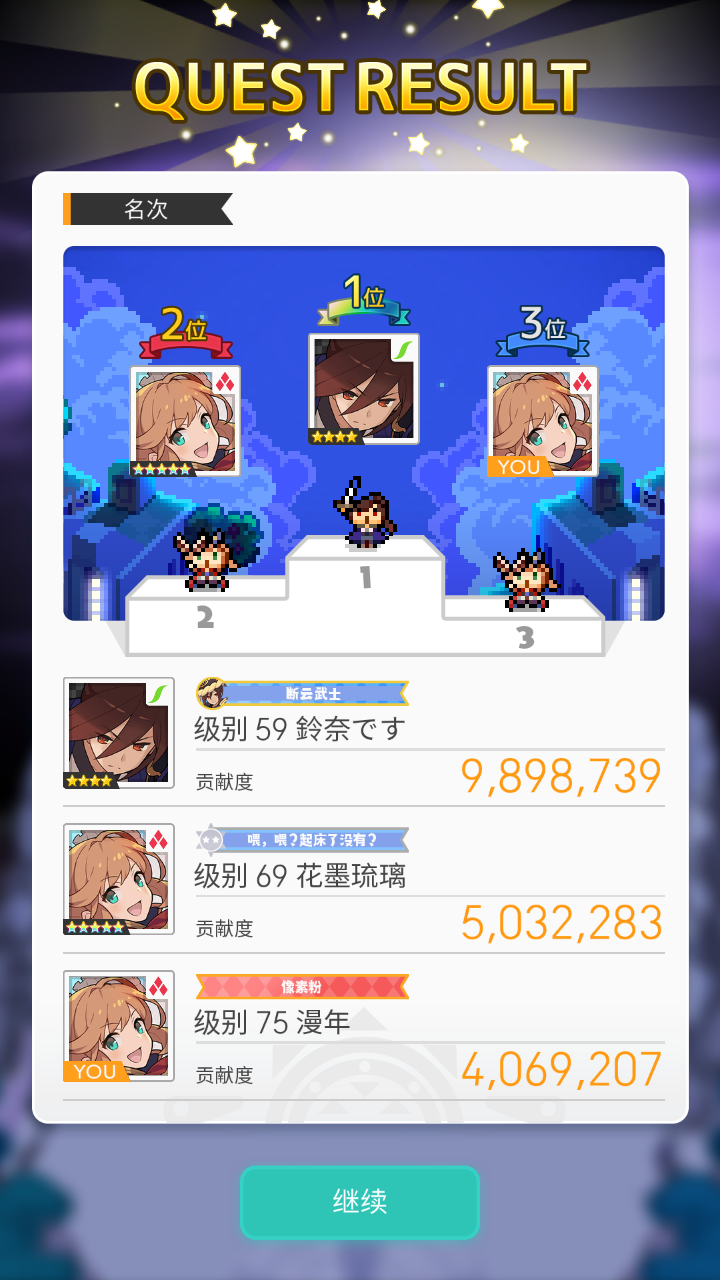 QUEST RESULT
名次
1位
2位
3位
YOU
1
2
3
断云武士
级别 59 鈴奈です
贡献度
9,898,739
喂，喂？起床了没有？
级别 69 花墨琉璃
贡献度
5,032,283
像素粉
级别 75 漫年
YOU
贡献度
4,069,207
继续